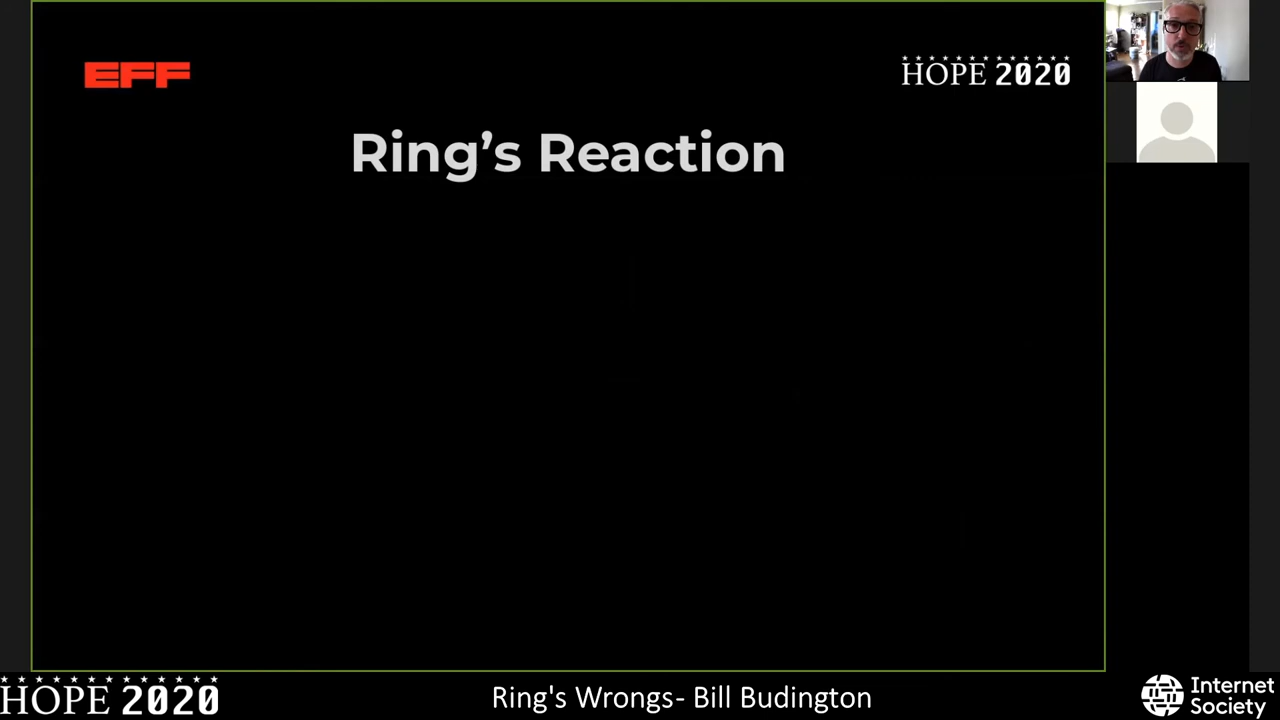 EFF
HOPE 2020
Ring's Reaction
HOPE 2020
Ring's Wrongs- Bill Budington
Internet
Society